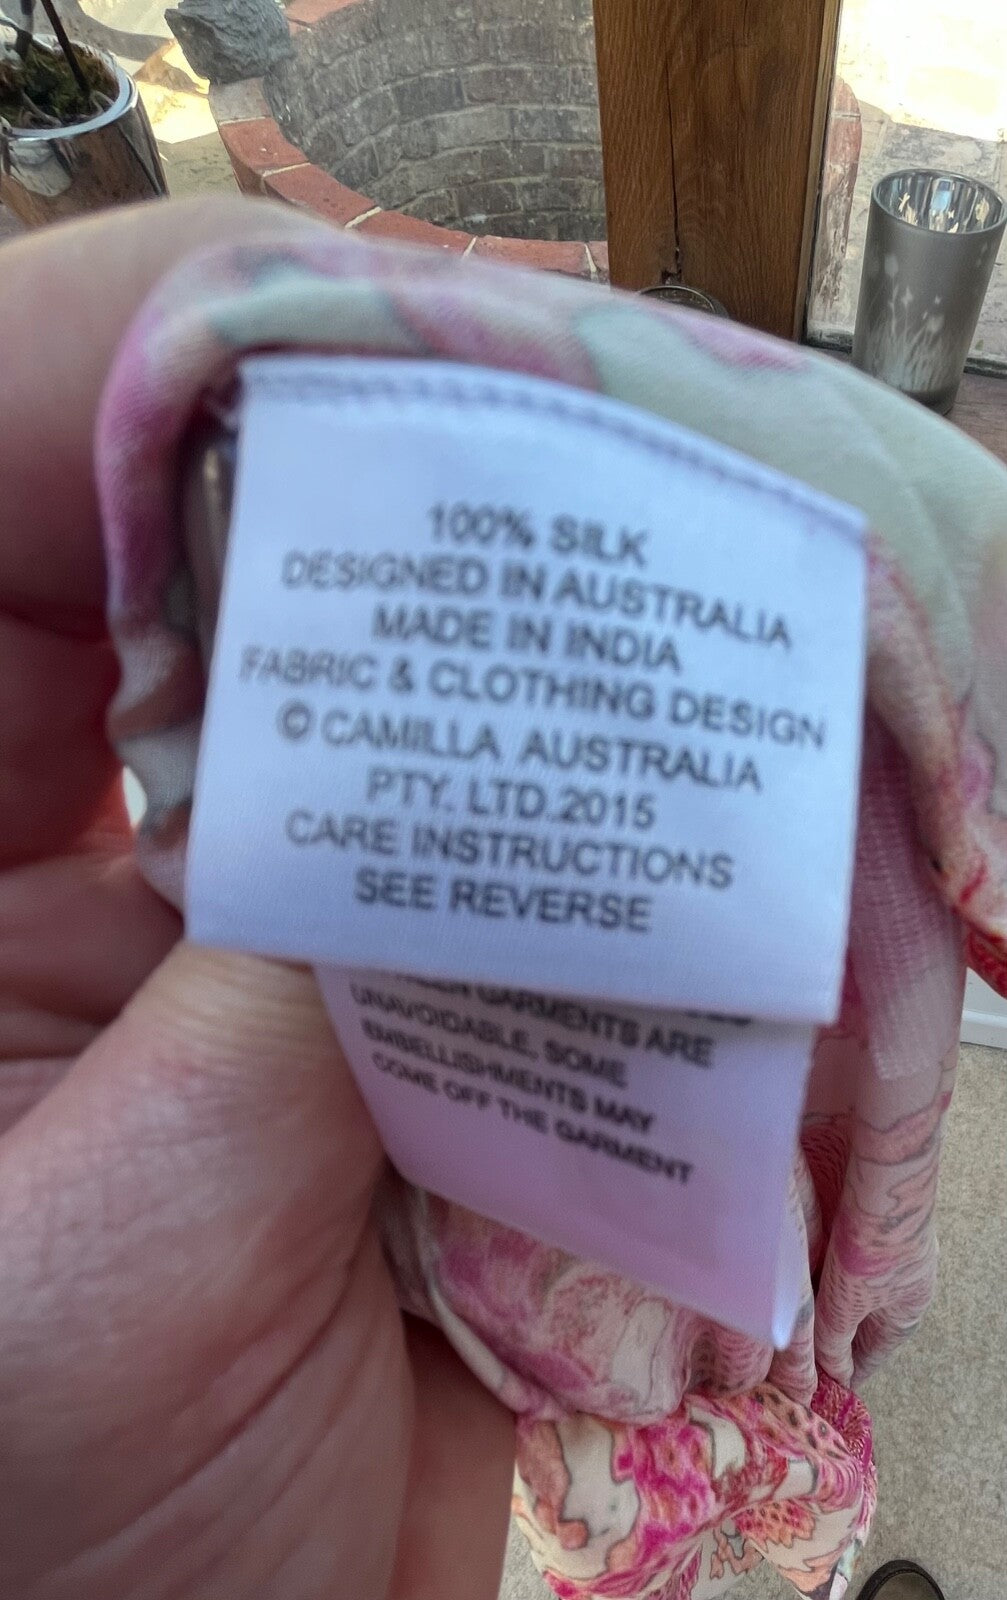 100% SILK
DESIGNED IN AUSTRALIA
MADE IN INDIA
FABRIC & CLOTHING DESIGN
© CAMILLA AUSTRALIA
PTY. LTD.2015
CARE INSTRUCTIONS
SEE REVERSE
GARMENTS ARE
UNAVOIDABLE, SOME
EMBELLISHMENTS MAY
COME OFF THE GARMENT